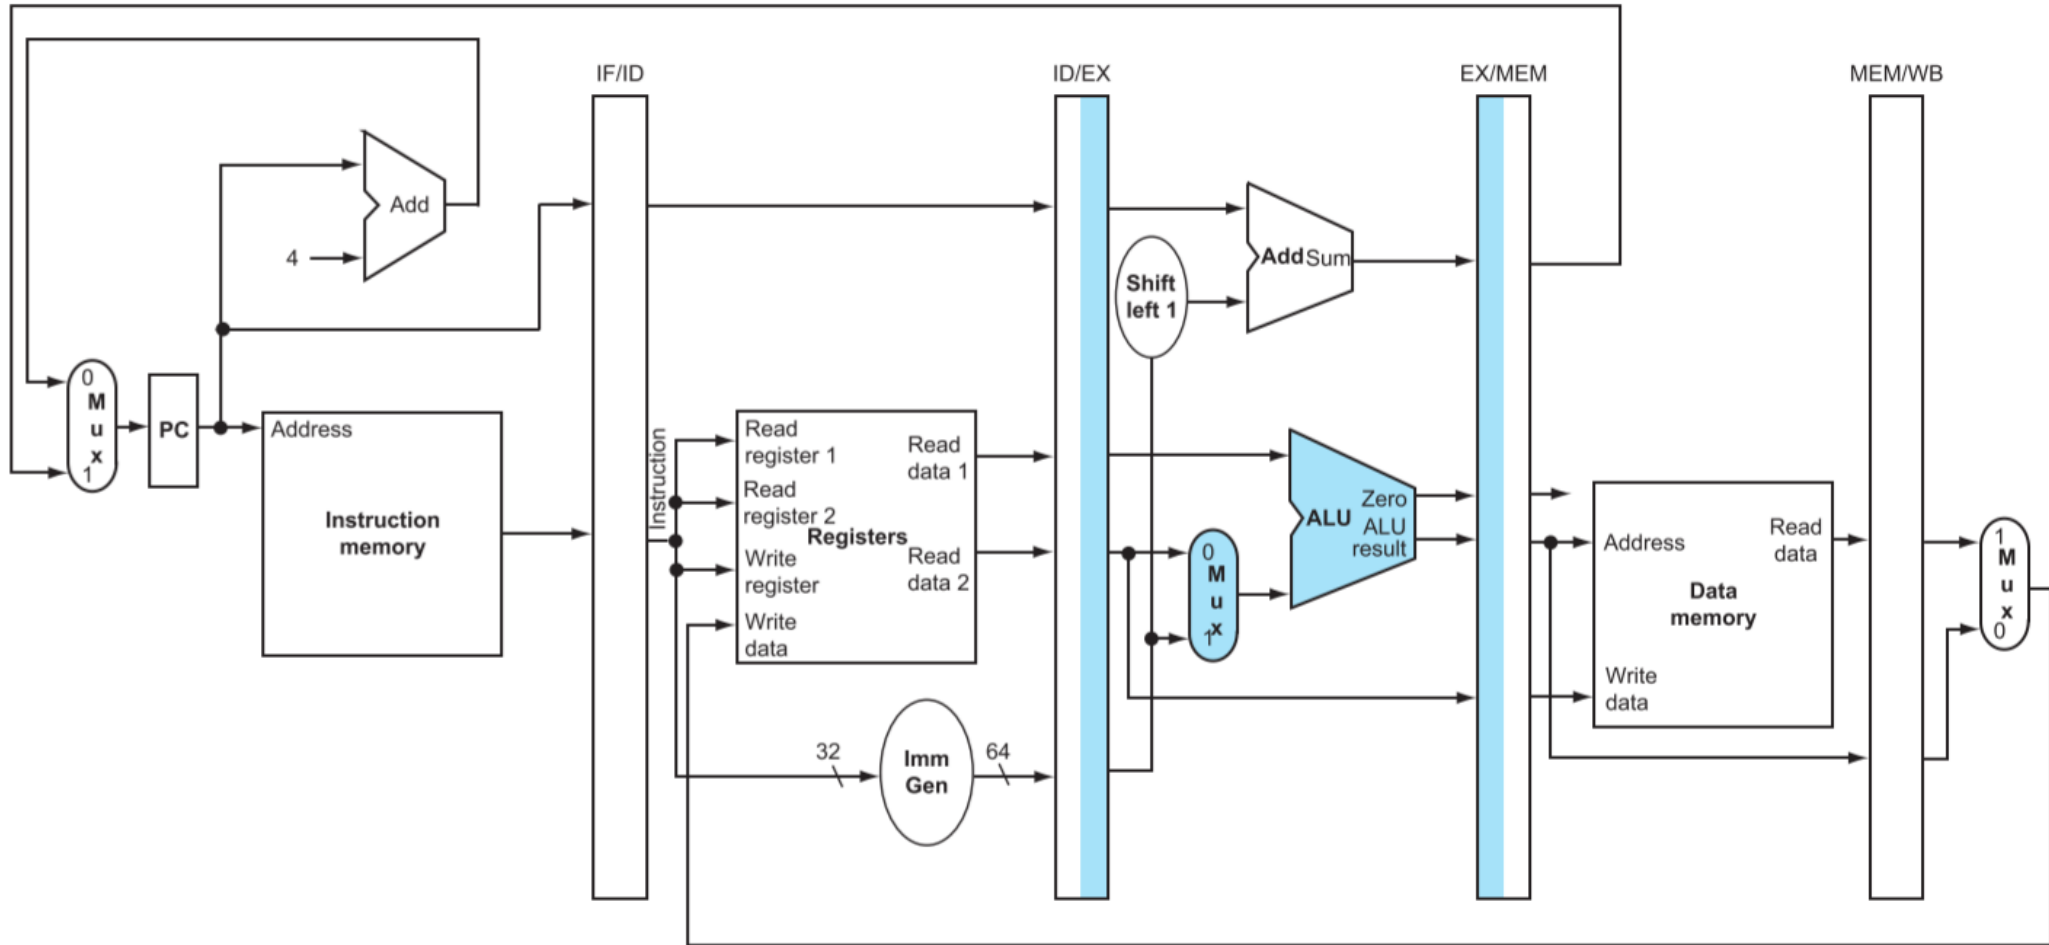 IF/ID
ID/EX
EX/MEM
MEM/WB
Add
4
Add Sum
Shift
left 1
0
M
u
x
1
PC
Address
Instruction
memory
Instruction
Read
register 1
Read
register 2
Write
register
Write
data
Registers
Read
data 1
Read
data 2
32
Imm
Gen
64
0
M
u
x
1
Zero
ALU
ALU
result
Address
Read
data
Data
memory
Write
data
1
M
u
x
0